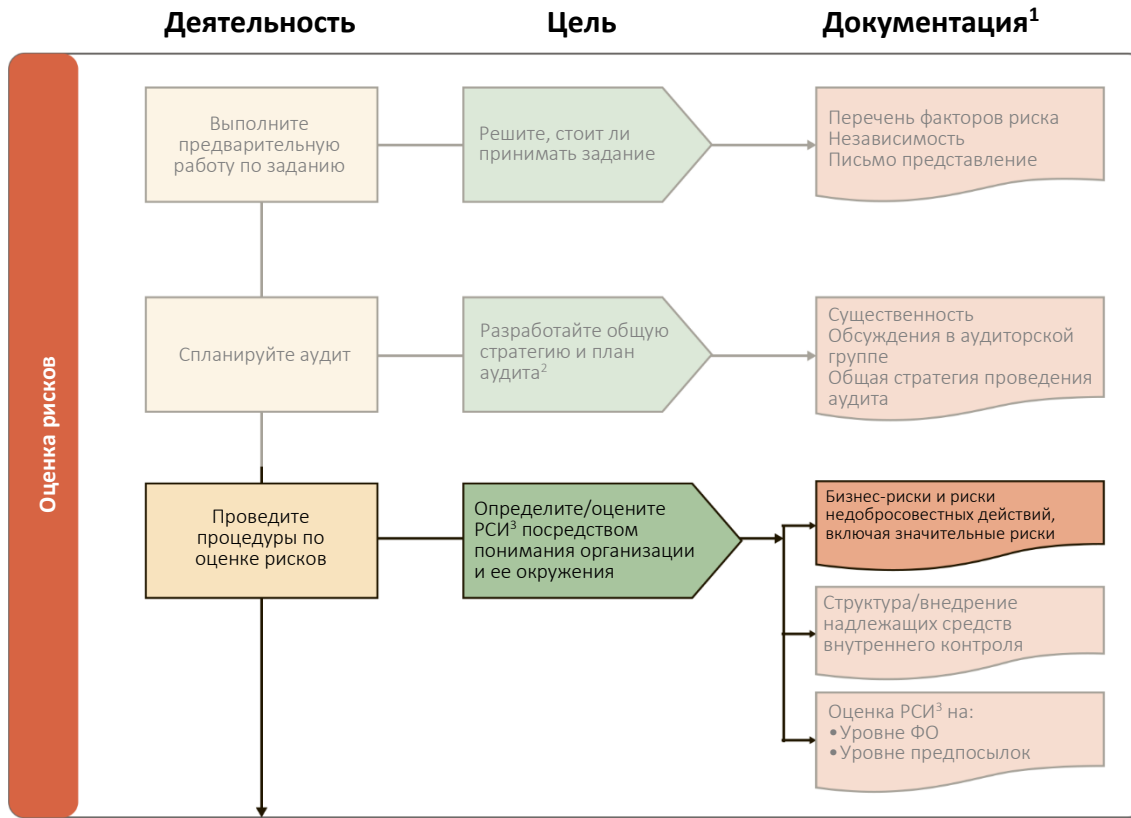 Деятельность
Цель
Документация¹
Оценка рисков
Выполните
предварительную
работу по заданию
Решите, стоит ли
принимать задание
Перечень факторов риска
Независимость
Письмо представление
Спланируйте аудит
Разработайте общую
стратегию и план
аудита²
Существенность
Обсуждения в аудиторской
группе
Общая стратегия проведения
аудита
Проведите
процедуры по
оценке рисков
Определите/оцените
РСИ³ посредством
понимания организации
и ее окружения
Бизнес-риски и риски
недобросовестных действий,
включая значительные риски
Структура/внедрение
надлежащих средств
внутреннего контроля
Оценка РСИ³ на:
•Уровне ФО
•Уровне предпосылок